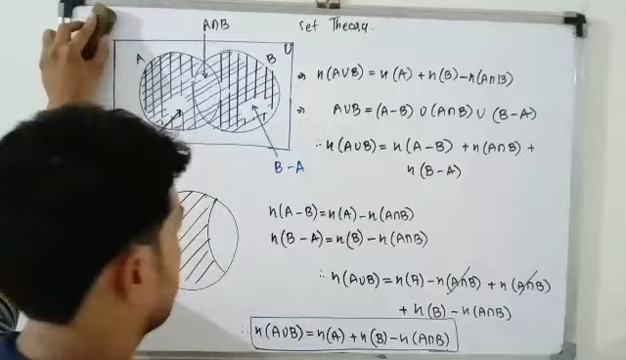 A∩B
Set Theory.
U
A
B
B-A
→ n(A∪B) = n(A) + n(B) - n(A∩B)
→ A∪B = (A-B) ∪ (A∩B) ∪ (B-A)
∴ n(A∪B) = n(A-B) + n(A∩B) +
n(B-A)
n(A-B) = n(A) - n(A∩B)
n(B-A) = n(B) - n(A∩B)
∴ n(A∪B) = n(A) - n(A∩B) + n(A∩B)
+ n(B) - n(A∩B)
∴ n(A∪B) = n(A) + n(B) - n(A∩B)